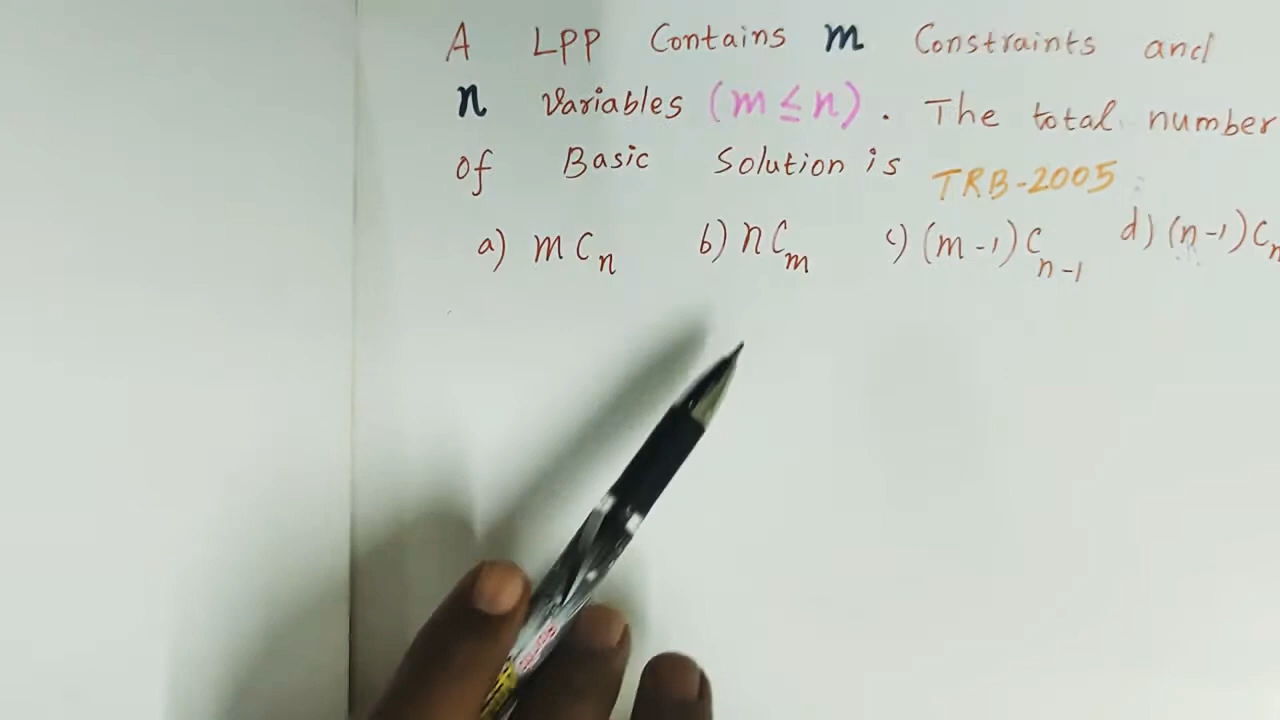 A LPP Contains m Constraints and
n Variables (m ≤ n). The total number
of Basic Solution is TRB-2005
a) mCn b) nCm c) (m-1)Cn-1 d) (n-1)Cn